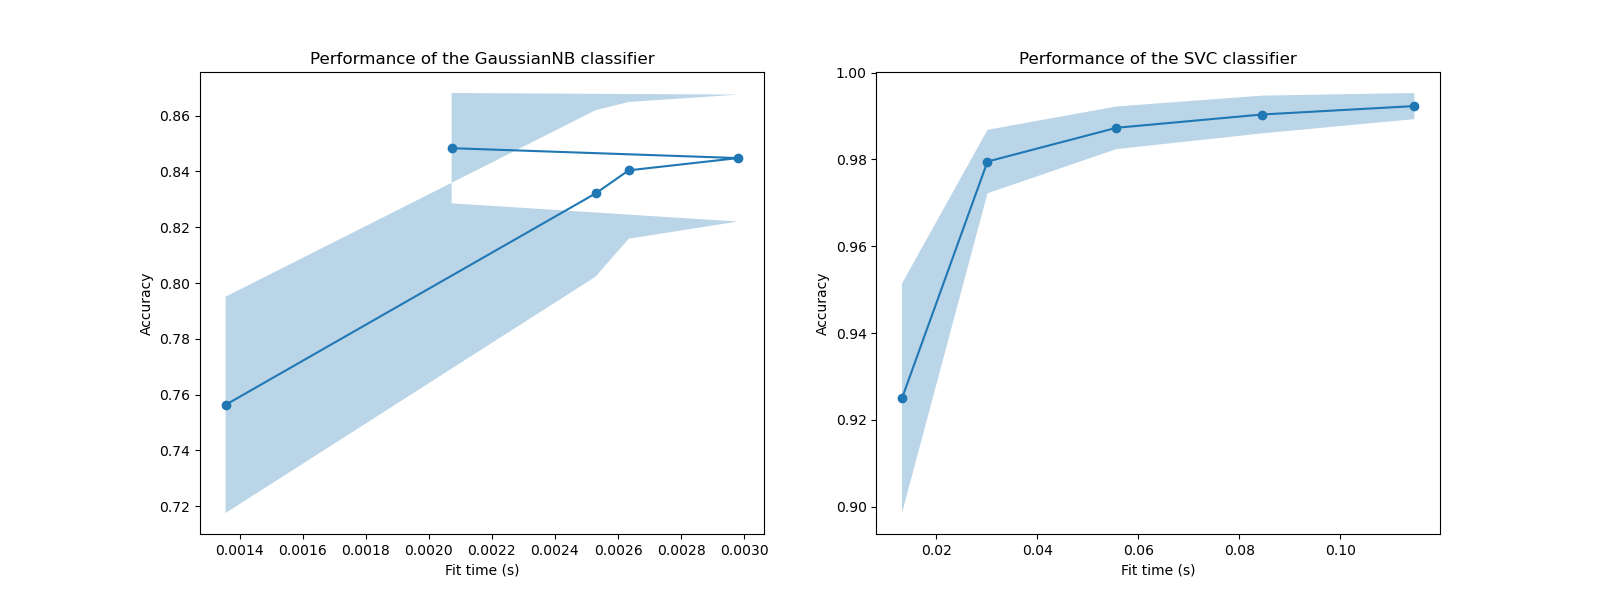 Performance of the GaussianNB classifier
0.86
0.84
0.82
0.80
0.78
0.76
0.74
0.72
Accuracy
0.0014 0.0016 0.0018 0.0020 0.0022 0.0024 0.0026 0.0028 0.0030
Fit time (s)
Performance of the SVC classifier
1.00
0.98
0.96
0.94
0.92
0.90
Accuracy
0.02 0.04 0.06 0.08 0.10
Fit time (s)